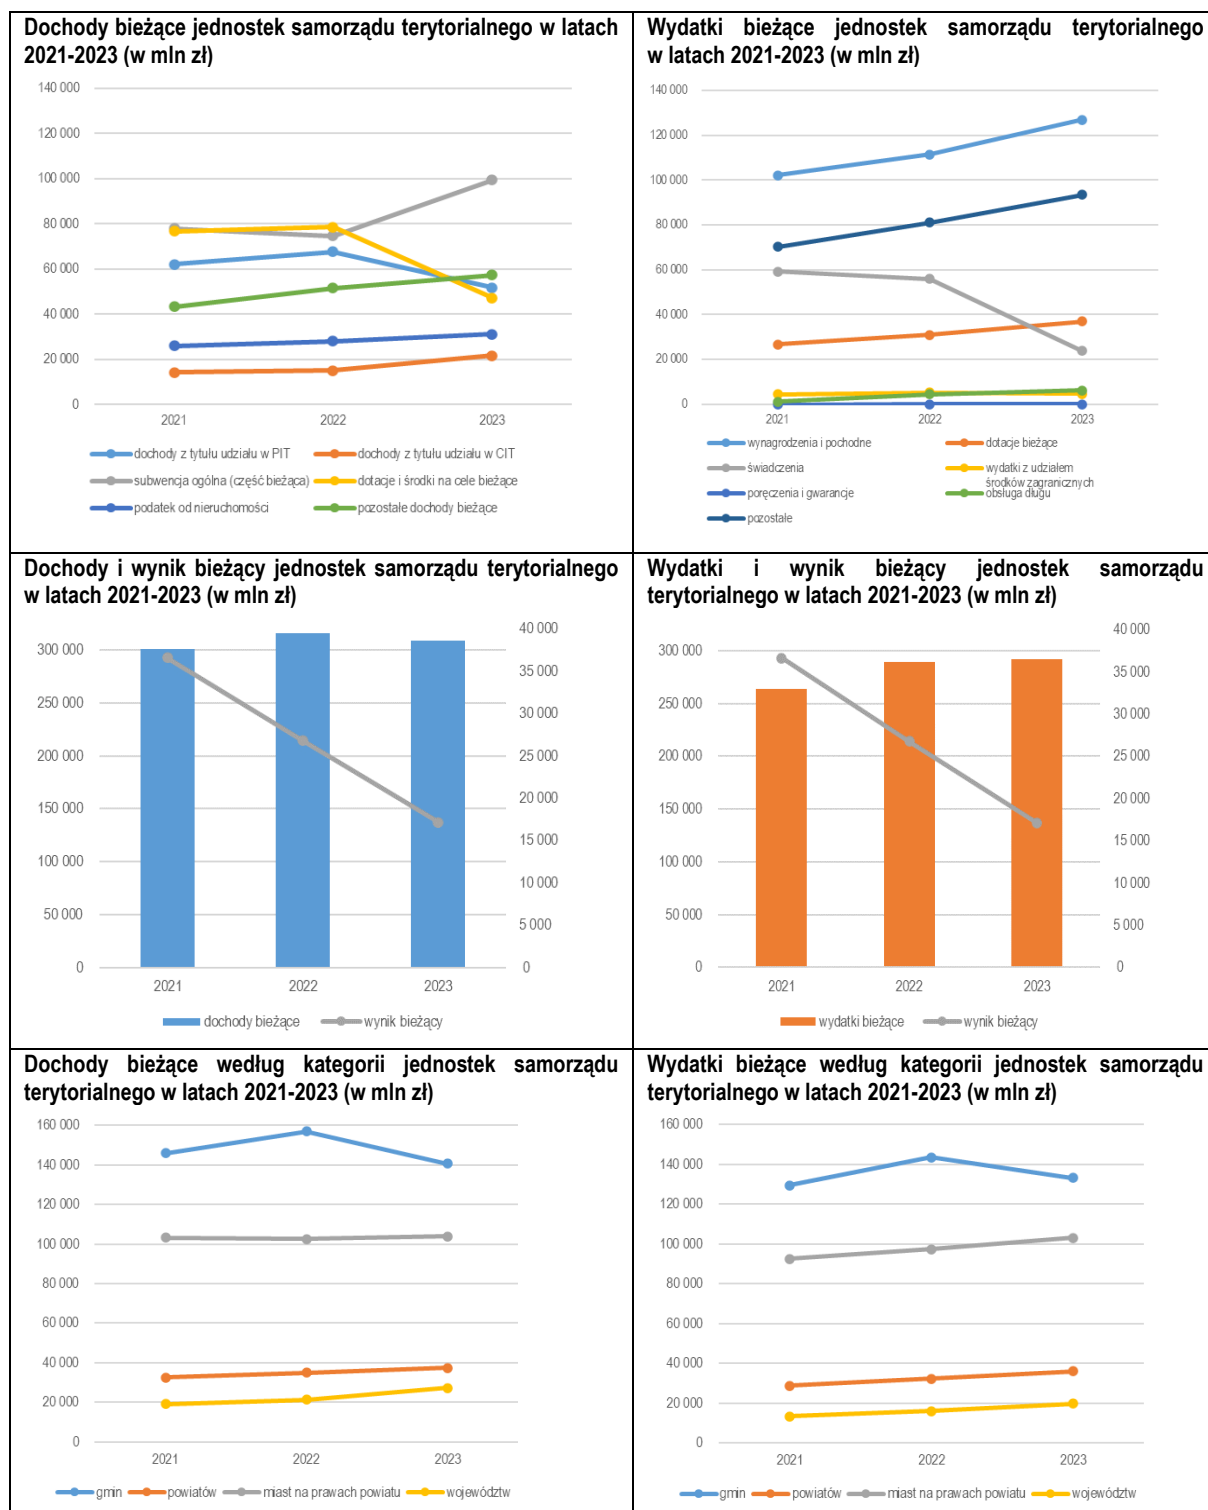 Dochody bieżące jednostek samorządu terytorialnego w latach
2021-2023 (w mln zł)
140 000
120 000
100 000
80 000
60 000
40 000
20 000
0
2021 2022 2023
dochody z tytułu udziału w PIT dochody z tytułu udziału w CIT
subwencja ogólna (część bieżąca) dotacje i środki na cele bieżące
podatek od nieruchomości pozostałe dochody bieżące
Wydatki bieżące jednostek samorządu terytorialnego
w latach 2021-2023 (w mln zł)
140 000
120 000
100 000
80 000
60 000
40 000
20 000
0
2021 2022 2023
wynagrodzenia i pochodne dotacje bieżące
świadczenia wydatki z udziałem
środków zagranicznych
poręczenia i gwarancje obsługa długu
pozostałe
Dochody i wynik bieżący jednostek samorządu terytorialnego
w latach 2021-2023 (w mln zł)
300 000
250 000
200 000
150 000
100 000
50 000
0
40 000
35 000
30 000
25 000
20 000
15 000
10 000
5 000
0
2021 2022 2023
dochody bieżące wynik bieżący
Wydatki i wynik bieżący jednostek samorządu
terytorialnego w latach 2021-2023 (w mln zł)
300 000
250 000
200 000
150 000
100 000
50 000
0
40 000
35 000
30 000
25 000
20 000
15 000
10 000
5 000
0
2021 2022 2023
wydatki bieżące wynik bieżący
Dochody bieżące według kategorii jednostek samorządu
terytorialnego w latach 2021-2023 (w mln zł)
160 000
140 000
120 000
100 000
80 000
60 000
40 000
20 000
0
2021 2022 2023
gmin powiatów miast na prawach powiatu województw
Wydatki bieżące według kategorii jednostek samorządu
terytorialnego w latach 2021-2023 (w mln zł)
160 000
140 000
120 000
100 000
80 000
60 000
40 000
20 000
0
2021 2022 2023
gmin powiatów miast na prawach powiatu województw